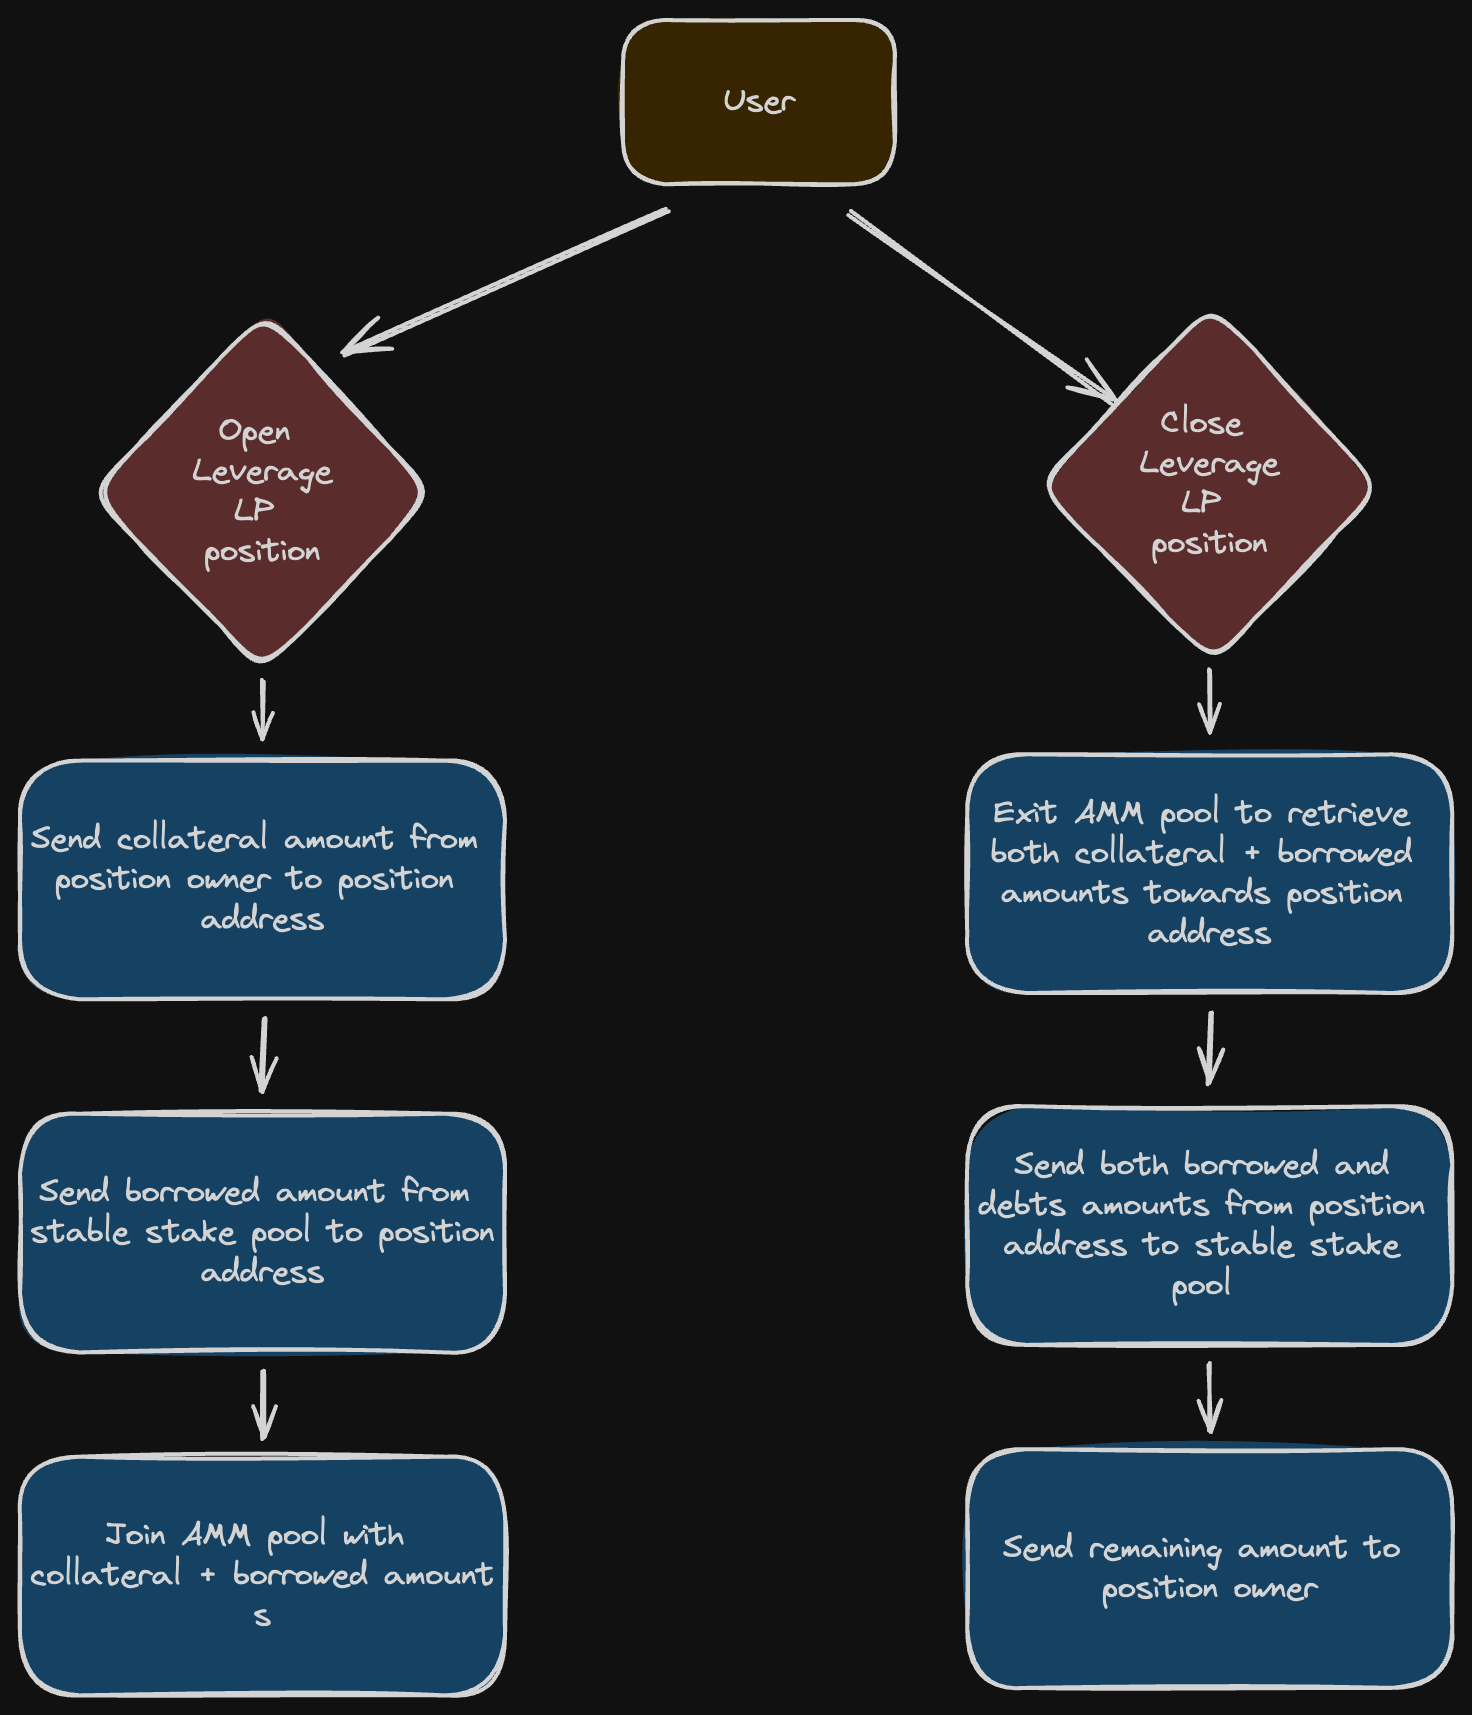 User
Open
Leverage
LP
position
Send collateral amount from
position owner to position
address
Send borrowed amount from
stable stake pool to position
address
Join AMM pool with
collateral + borrowed amount
s
Close
Leverage
LP
position
Exit AMM pool to retrieve
both collateral + borrowed
amounts towards position
address
Send both borrowed and
debts amounts from position
address to stable stake
pool
Send remaining amount to
position owner